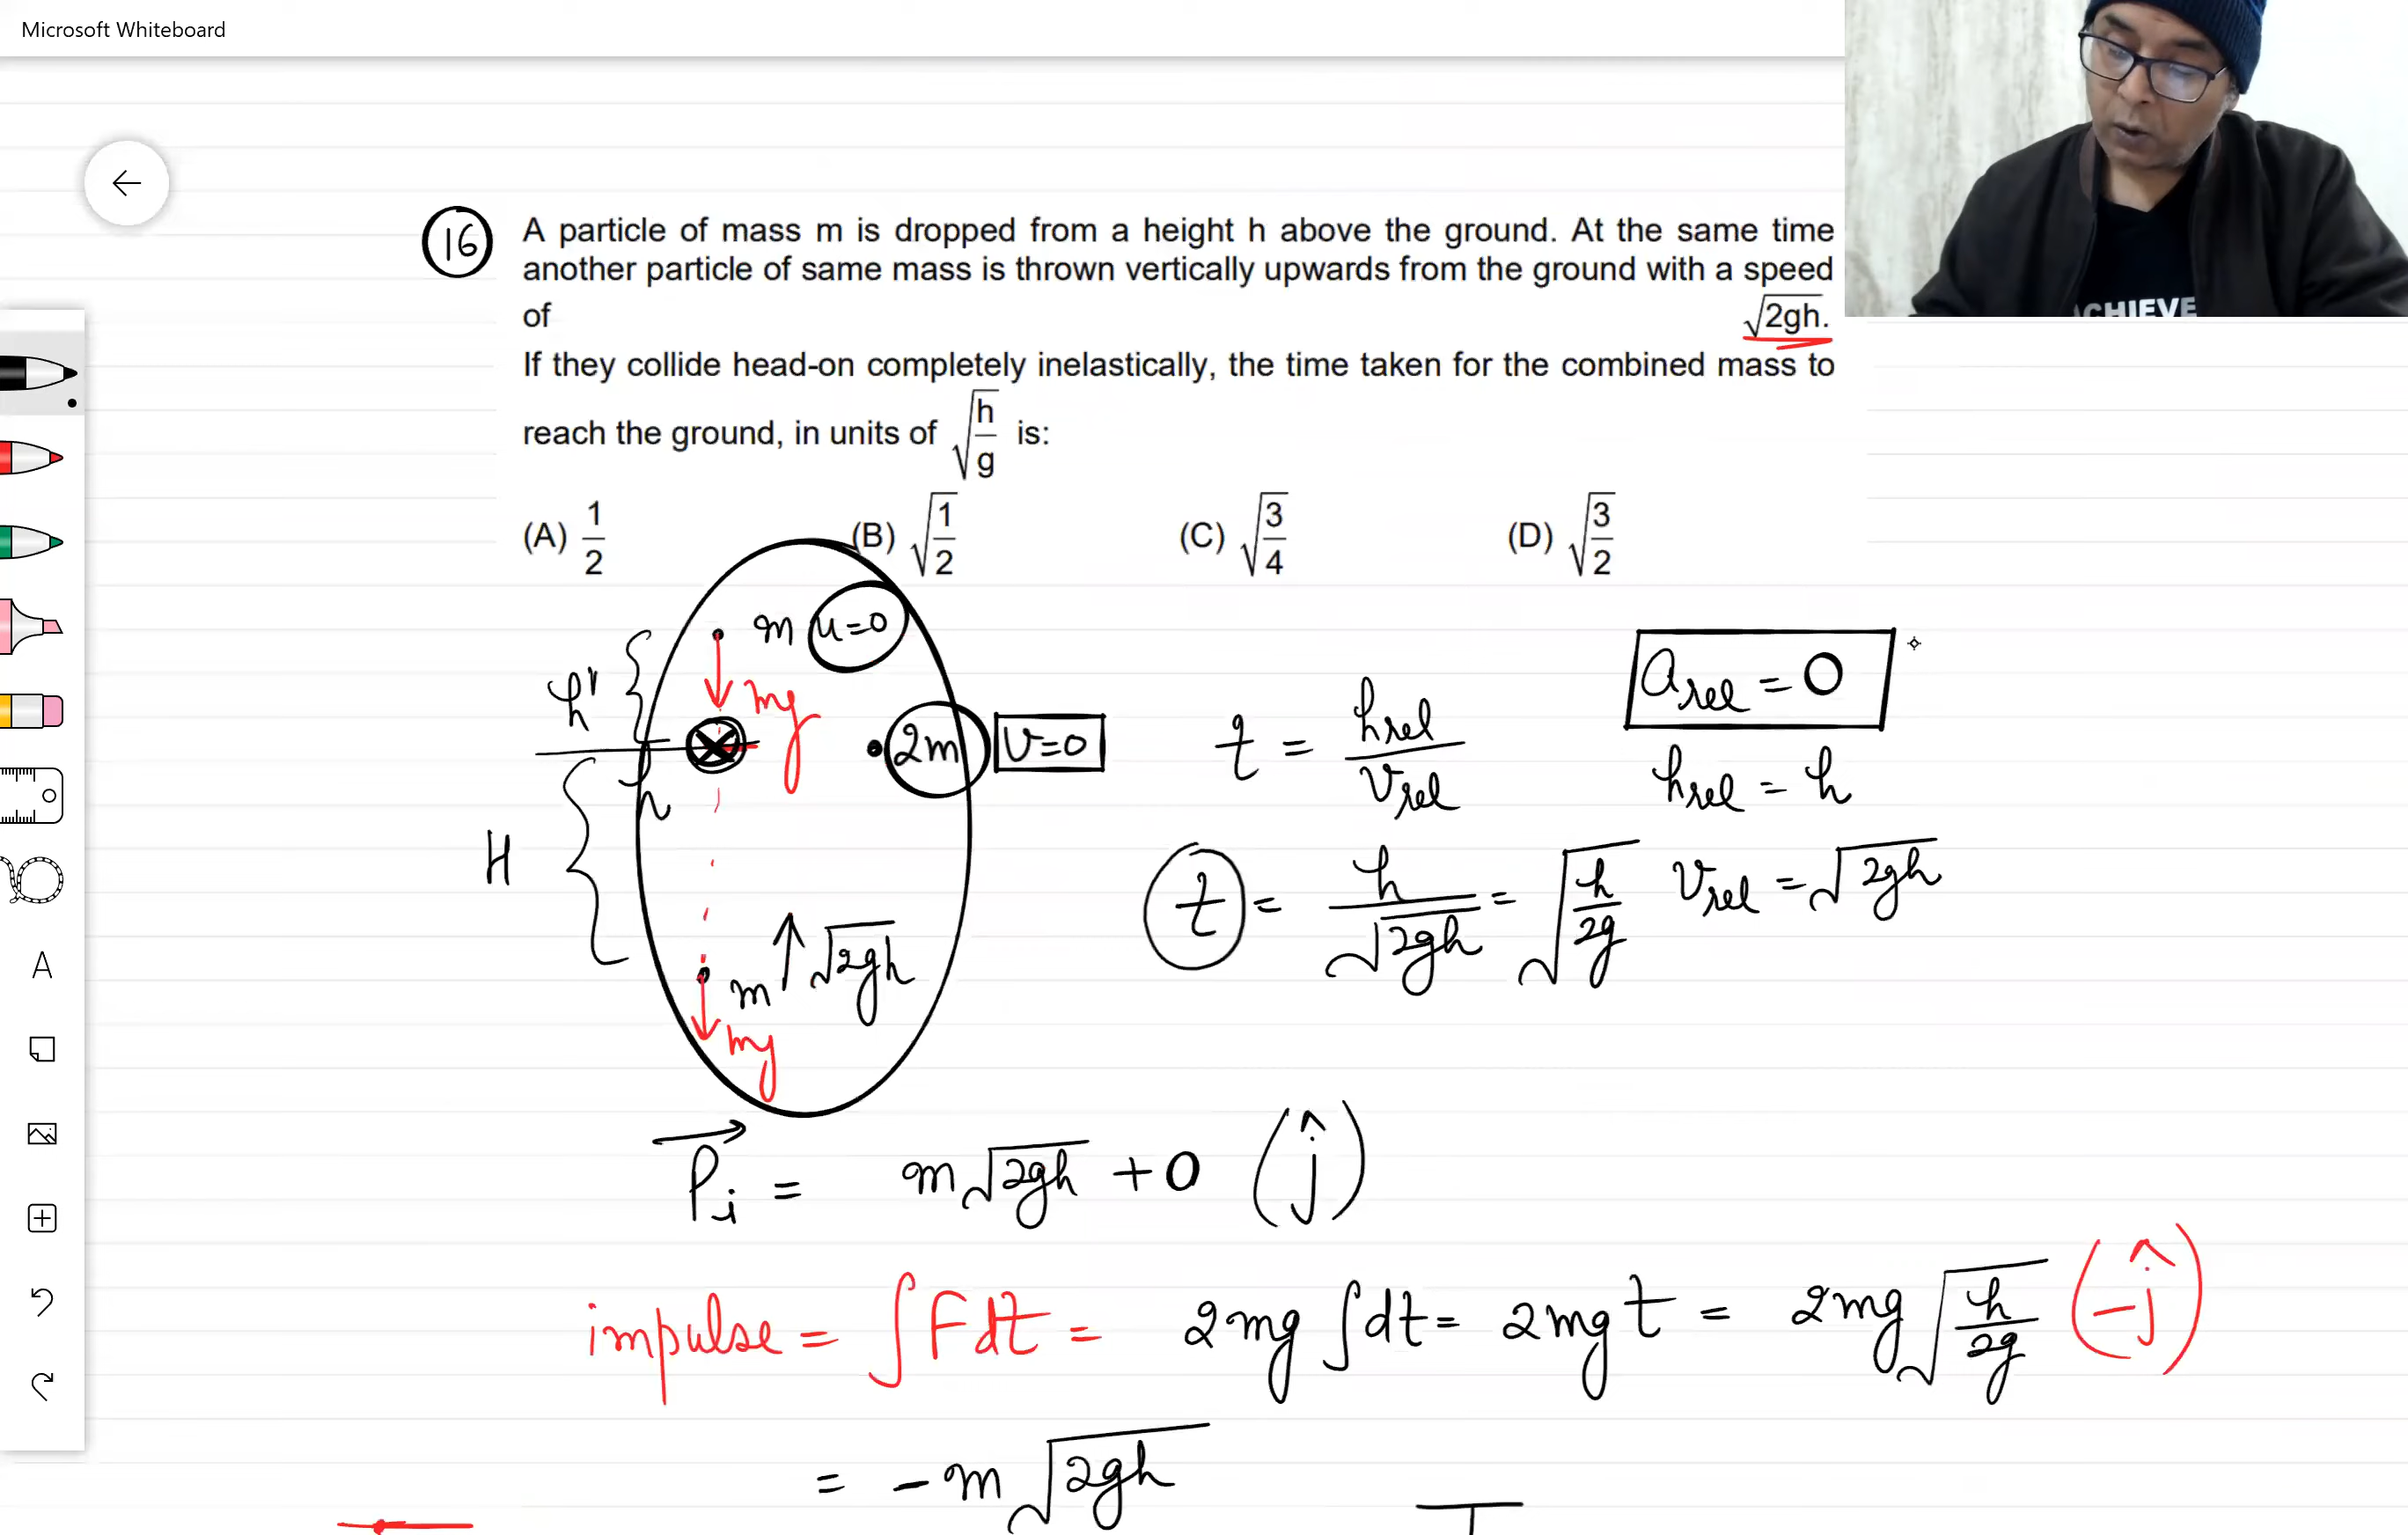 Microsoft Whiteboard
16
A particle of mass m is dropped from a height h above the ground. At the same time
another particle of same mass is thrown vertically upwards from the ground with a speed
of √2gh.
If they collide head-on completely inelastically, the time taken for the combined mass to
reach the ground, in units of √(h/g) is:
(A) 1/2 (B) √(1/2) (C) √(3/4) (D) √(3/2)
ACHIEVE
m u=0
h'
mg
2m v=0
h
H
m ↑ √2gh
mg
t = h_rel / v_rel
a_rel = 0
h_rel = h
t = h/√2gh = √(h/2g)
v_rel = √2gh
P_i = m√2gh + 0 (ĵ)
impulse = ∫F dt = 2mg ∫dt = 2mg t = 2mg √(h/2g) (-ĵ)
= - m √2gh
A